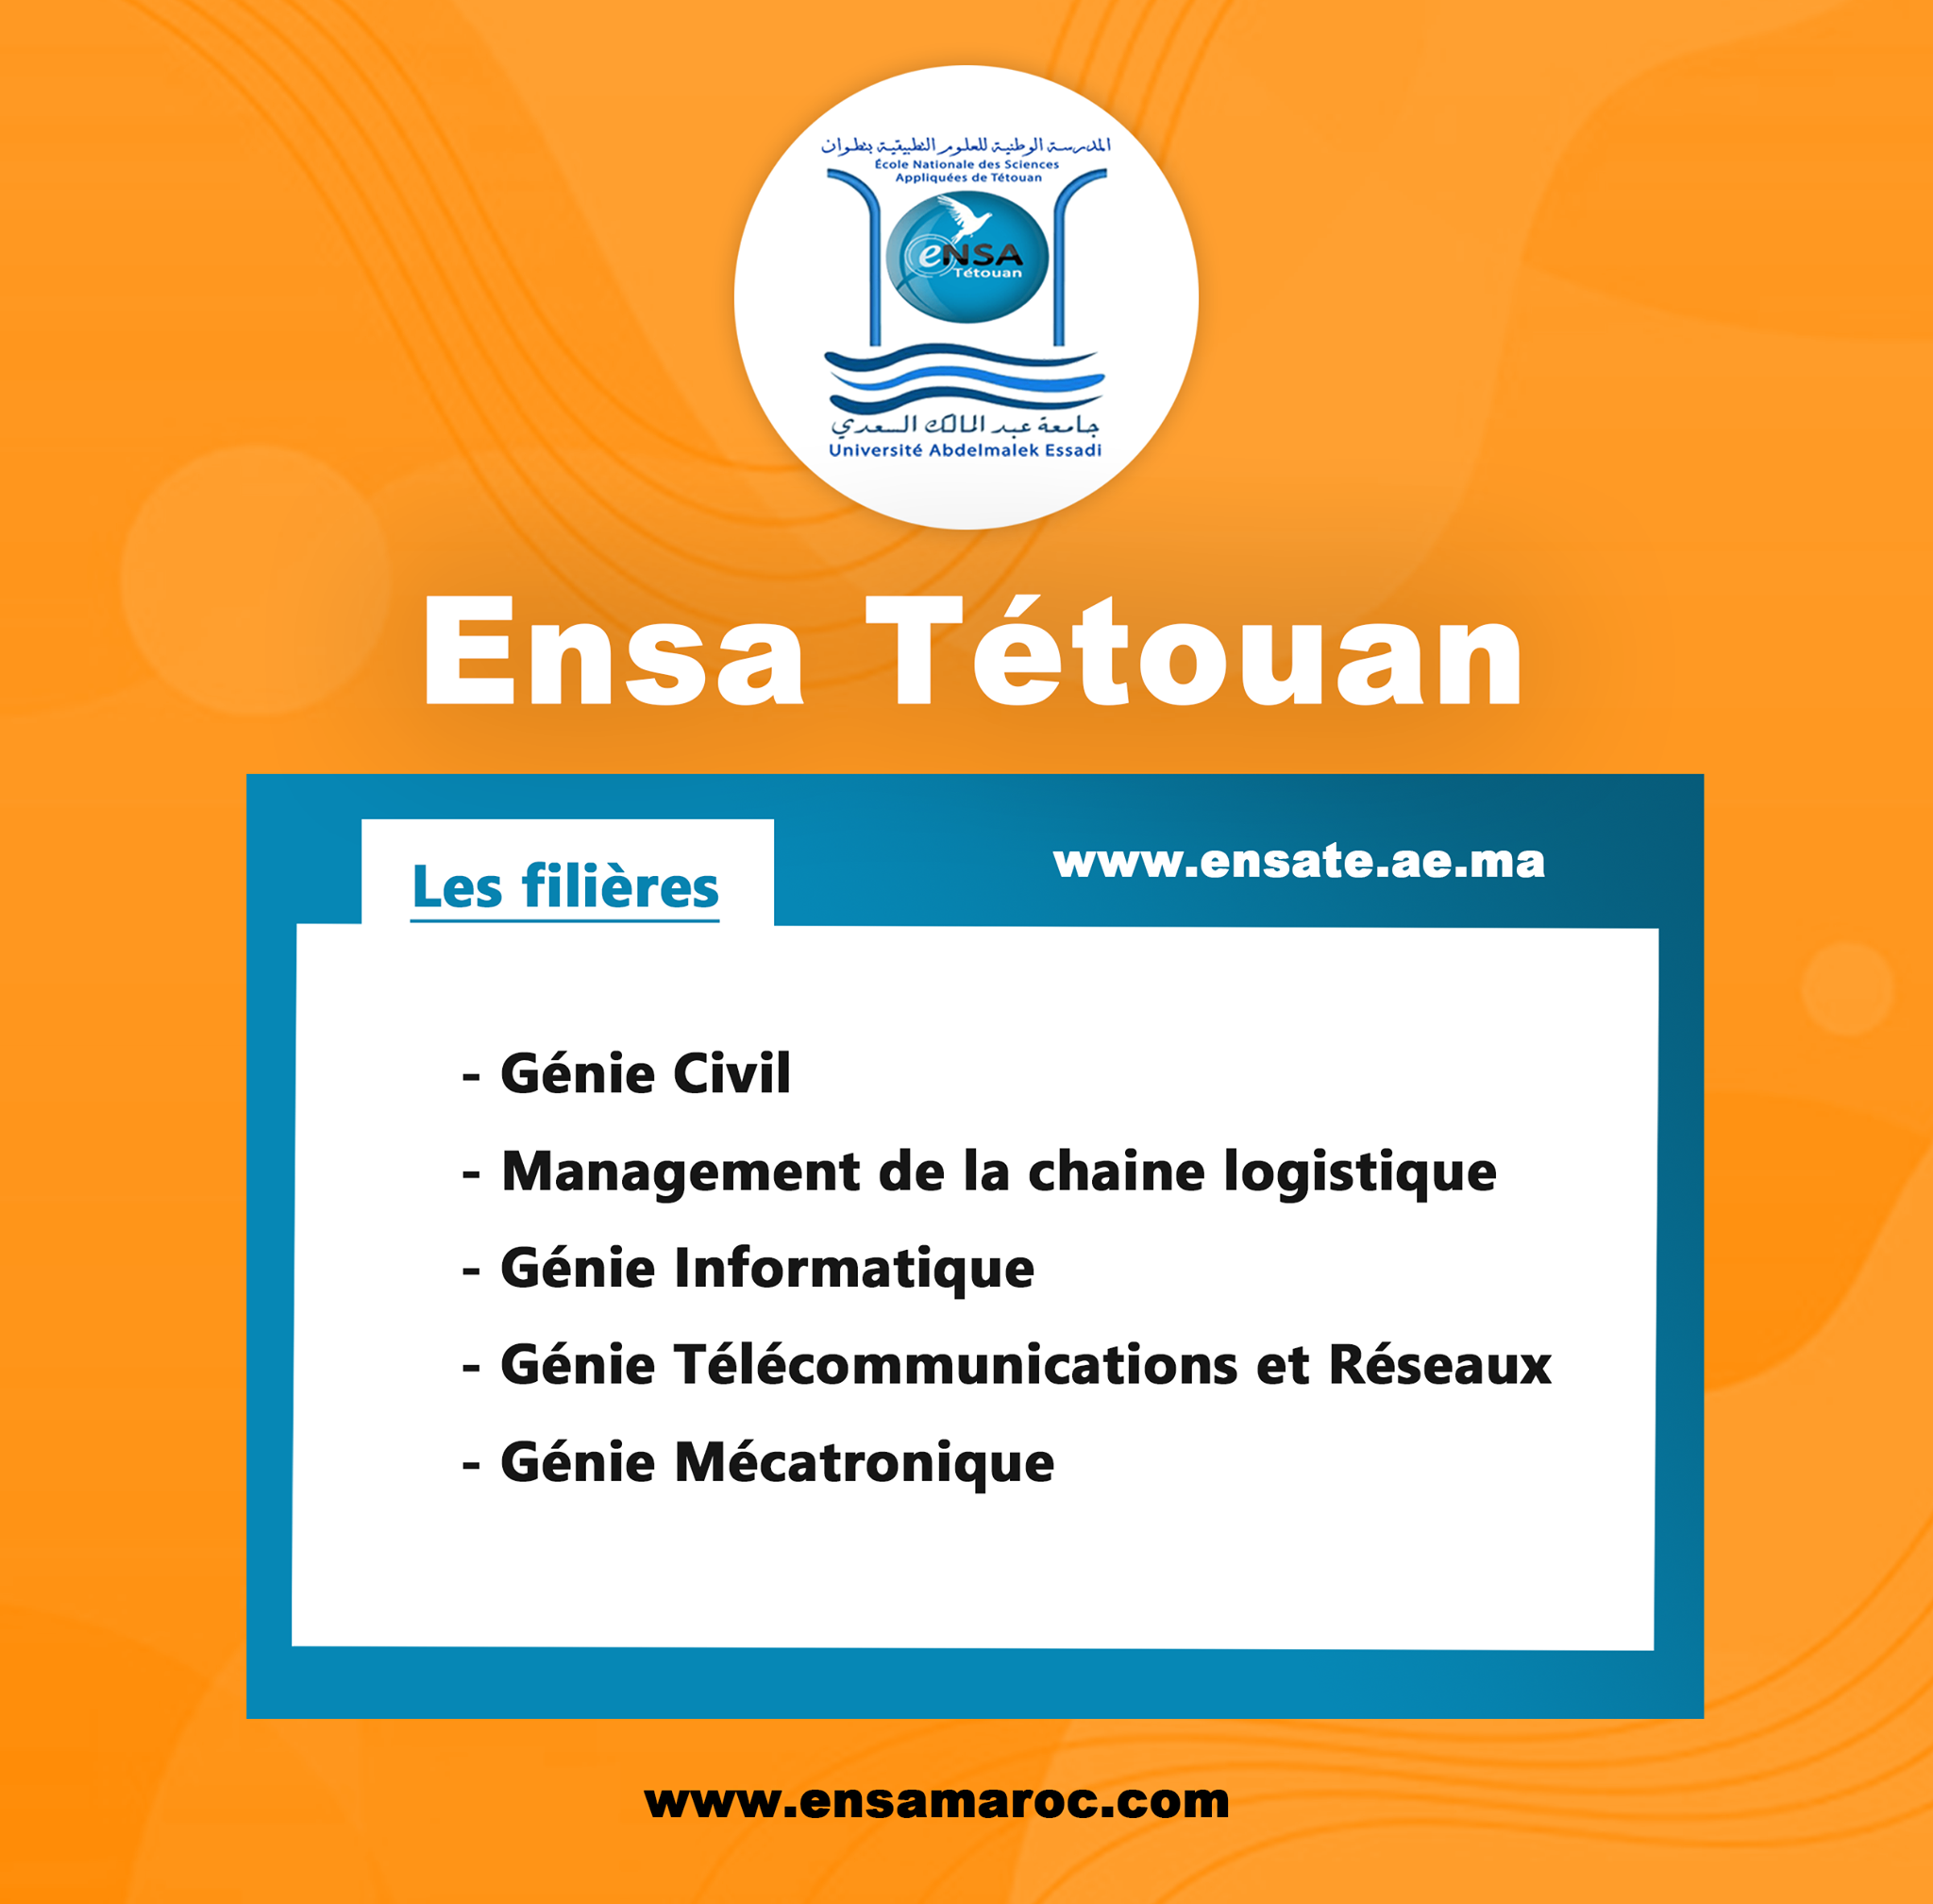 المدرسة الوطنية للعلوم التطبيقية بتطوان
École Nationale des Sciences
Appliquées de Tétouan
eNSA
Tétouan
جامعة عبد المالك السعدي
Université Abdelmalek Essadi
Ensa Tétouan
Les filières
www.ensate.ae.ma
- Génie Civil
- Management de la chaine logistique
- Génie Informatique
- Génie Télécommunications et Réseaux
- Génie Mécatronique
www.ensamaroc.com